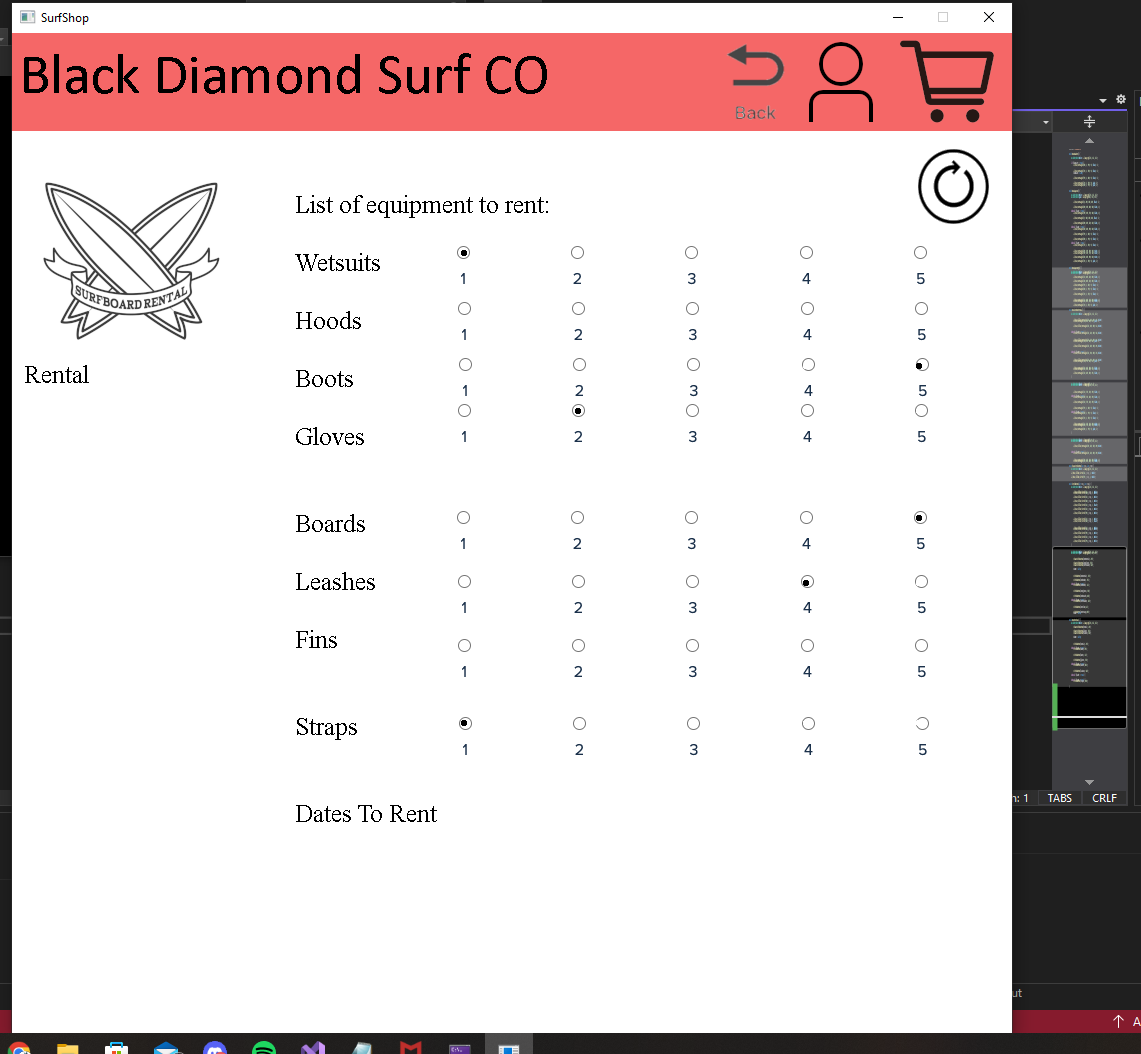 SurfShop
Black Diamond Surf CO
Back
SURFBOARD RENTAL
Rental
List of equipment to rent:
Wetsuits
1 2 3 4 5
Hoods
1 2 3 4 5
Boots
1 2 3 4 5
Gloves
1 2 3 4 5
Boards
1 2 3 4 5
Leashes
1 2 3 4 5
Fins
1 2 3 4 5
Straps
1 2 3 4 5
Dates To Rent
: 1 TABS CRLF
ut
A